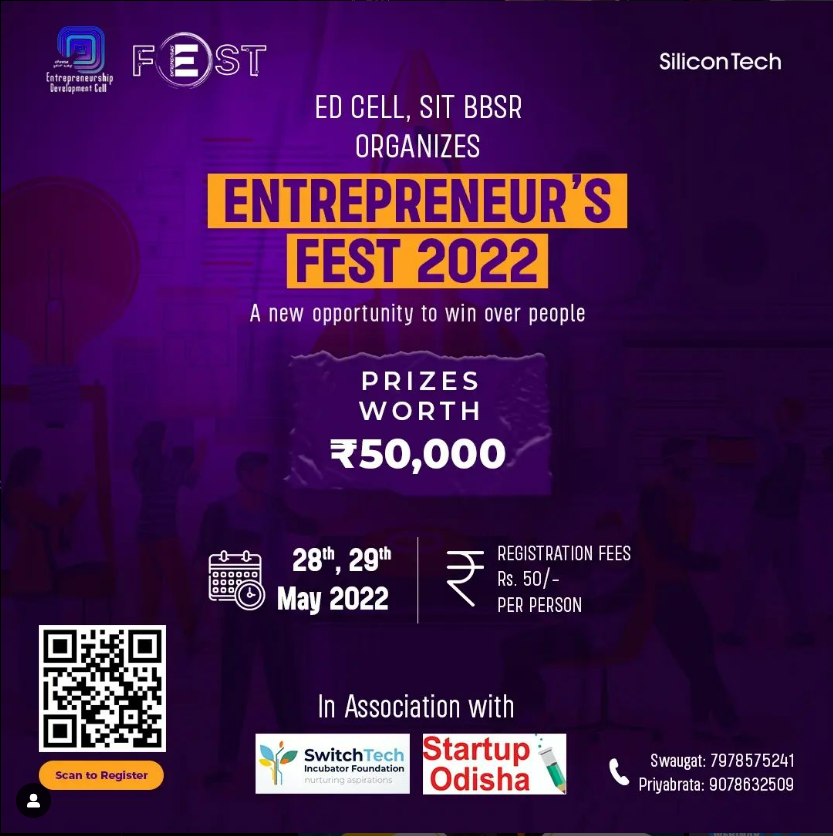 Entrepreneurship
Development Cell
FEST
SiliconTech
ED CELL, SIT BBSR
ORGANIZES
ENTREPRENEUR'S
FEST 2022
A new opportunity to win over people
PRIZES
WORTH
₹50,000
28th, 29th
May 2022
REGISTRATION FEES
Rs. 50/-
PER PERSON
In Association with
SwitchTech
Incubator Foundation
nurturing aspirations
Startup
Odisha
Scan to Register
Swaugat: 7978575241
Priyabrata: 9078632509